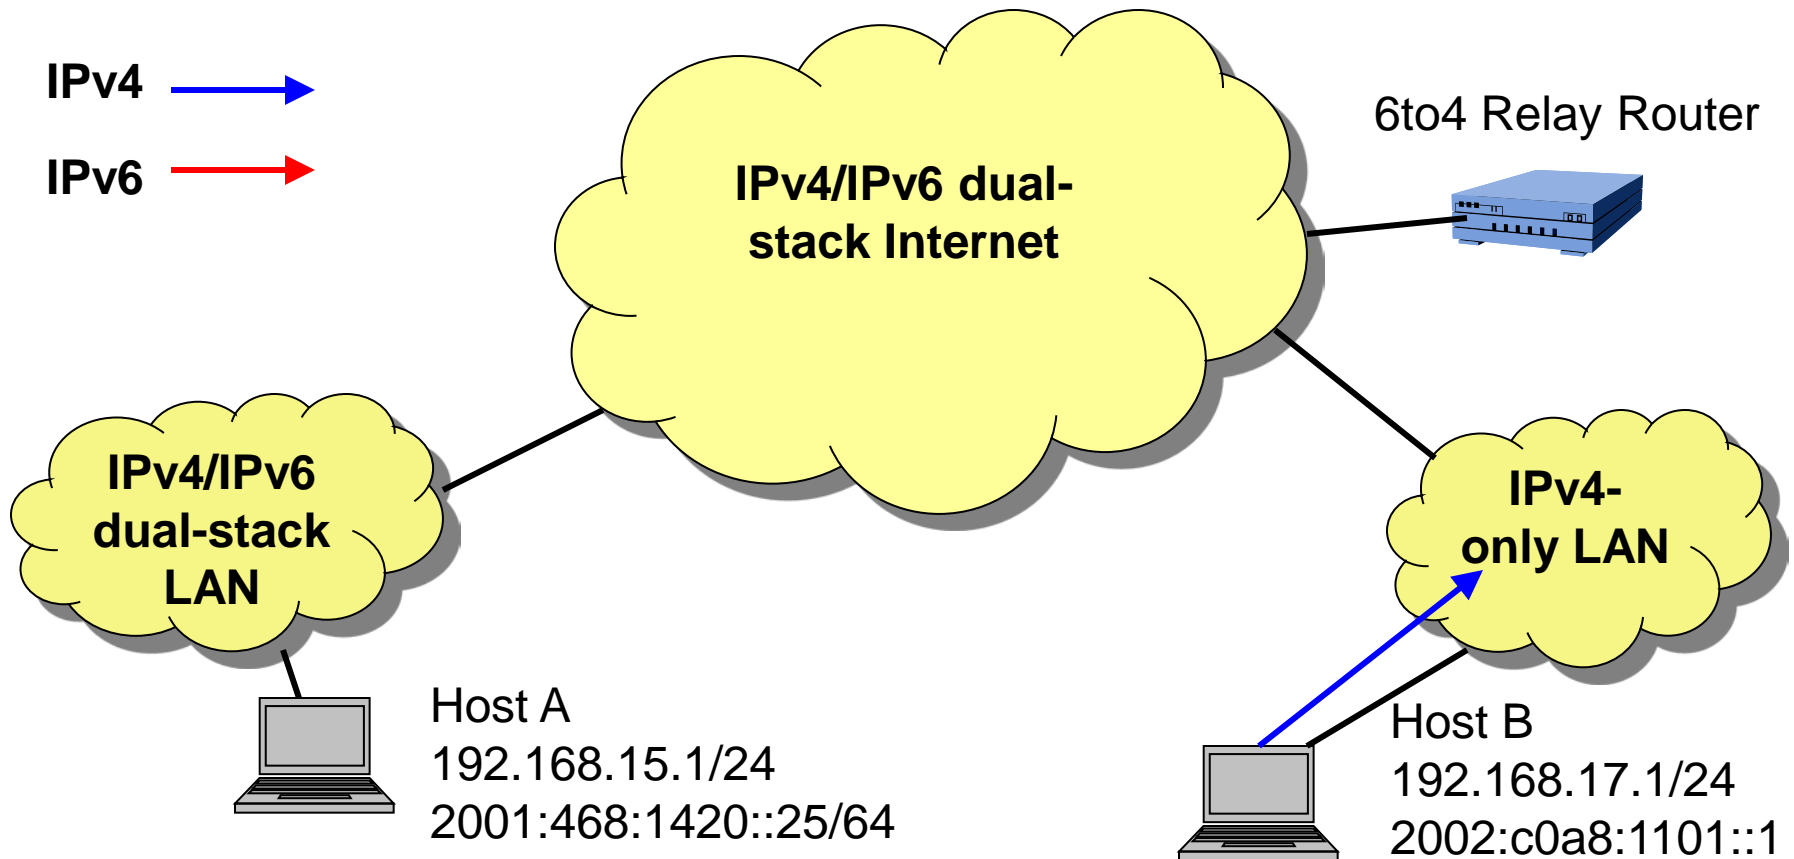 IPv4
IPv6
IPv4/IPv6 dual-
stack Internet
6to4 Relay Router
IPv4/IPv6
dual-stack
LAN
IPv4-
only LAN
Host A
192.168.15.1/24
2001:468:1420::25/64
Host B
192.168.17.1/24
2002:c0a8:1101::1